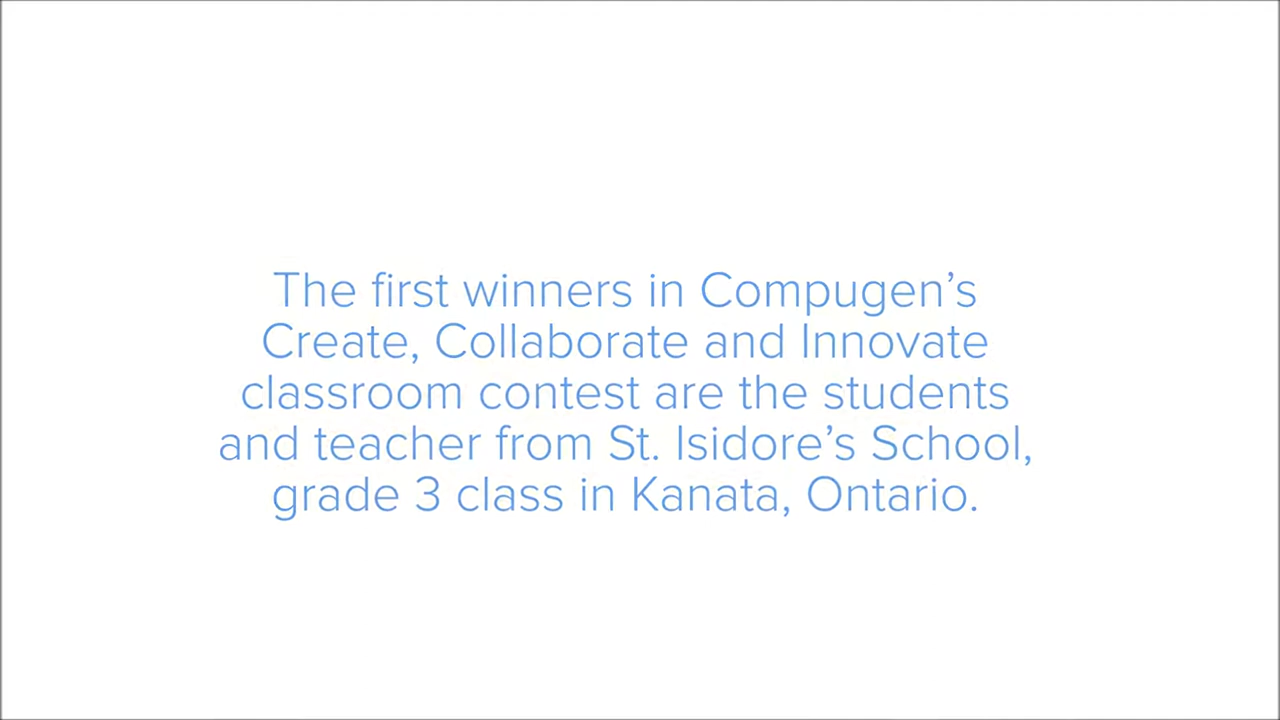 The first winners in Compugen’s
Create, Collaborate and Innovate
classroom contest are the students
and teacher from St. Isidore’s School,
grade 3 class in Kanata, Ontario.